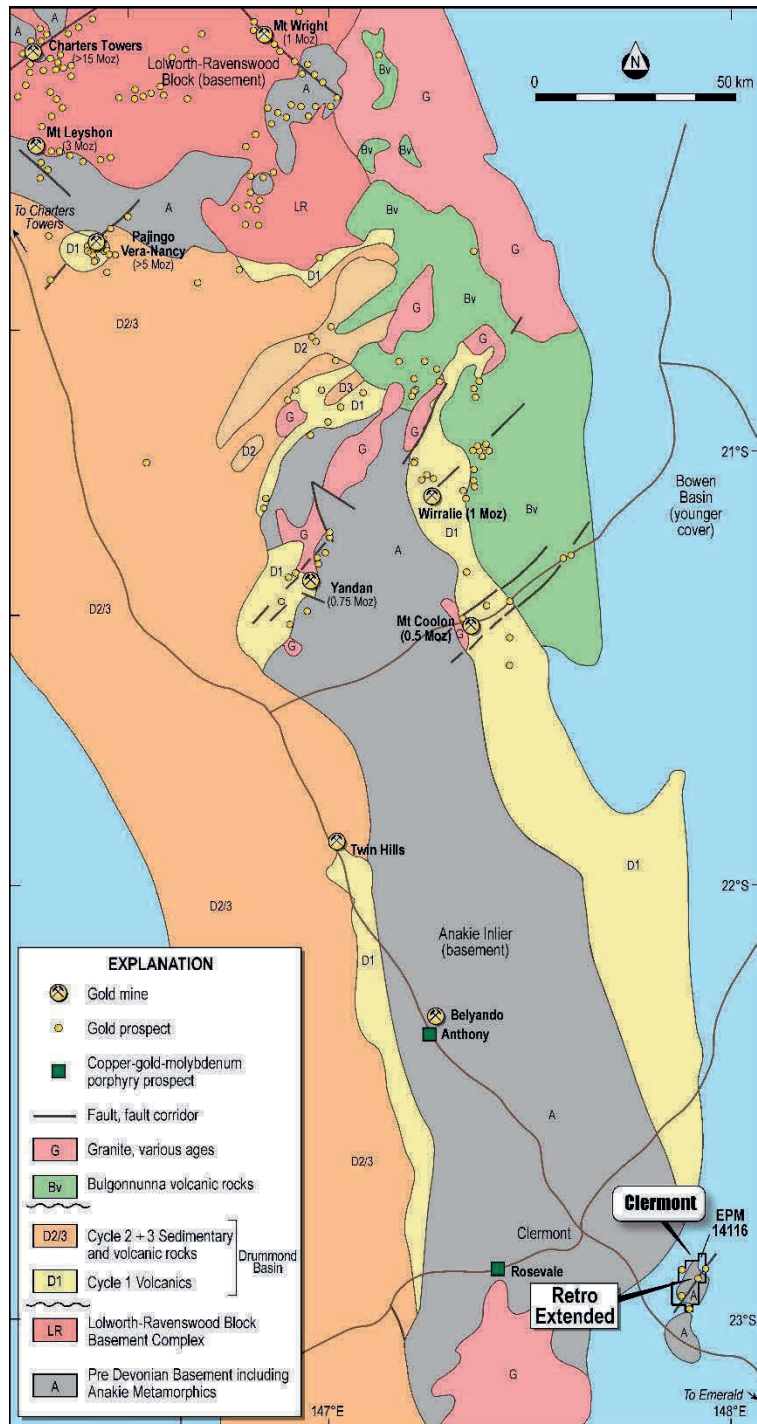 A
A
Charters Towers
(>15 Moz)
Mt Wright
(1 Moz)
Lolworth-Ravenswood
Block (basement)
A
Bv
G
N
0
50 km
Mt Leyshon
(3 Moz)
Bv
Bv
To Charters
Towers
A
LR
Bv
G
Pajingo
Vera-Nancy
(>5 Moz)
D1
D1
Bv
D2/3
G
D2
G
D3
D1
G
D2
G
G
21°S
Bowen
Basin
(younger
cover)
Wirralie (1 Moz)
D1
Bv
A
G
D1
Yandan
(0.75 Moz)
D2/3
Mt Coolon
(0.5 Moz)
G
G
Twin Hills
D1
22°S
D2/3
Anakie Inlier
(basement)
D1
Belyando
Anthony
A
D2/3
Clermont
Clermont
EPM
14116
Rosevale
Retro
Extended
A
23°S
A
G
To Emerald
147°E
148°E
EXPLANATION
Gold mine
Gold prospect
Copper-gold-molybdenum
porphyry prospect
Fault, fault corridor
G Granite, various ages
Bv Bulgonnunna volcanic rocks
D2/3 Cycle 2 + 3 Sedimentary
and volcanic rocks
Drummond
Basin
D1 Cycle 1 Volcanics
LR Lolworth-Ravenswood Block
Basement Complex
A Pre Devonian Basement including
Anakie Metamorphics